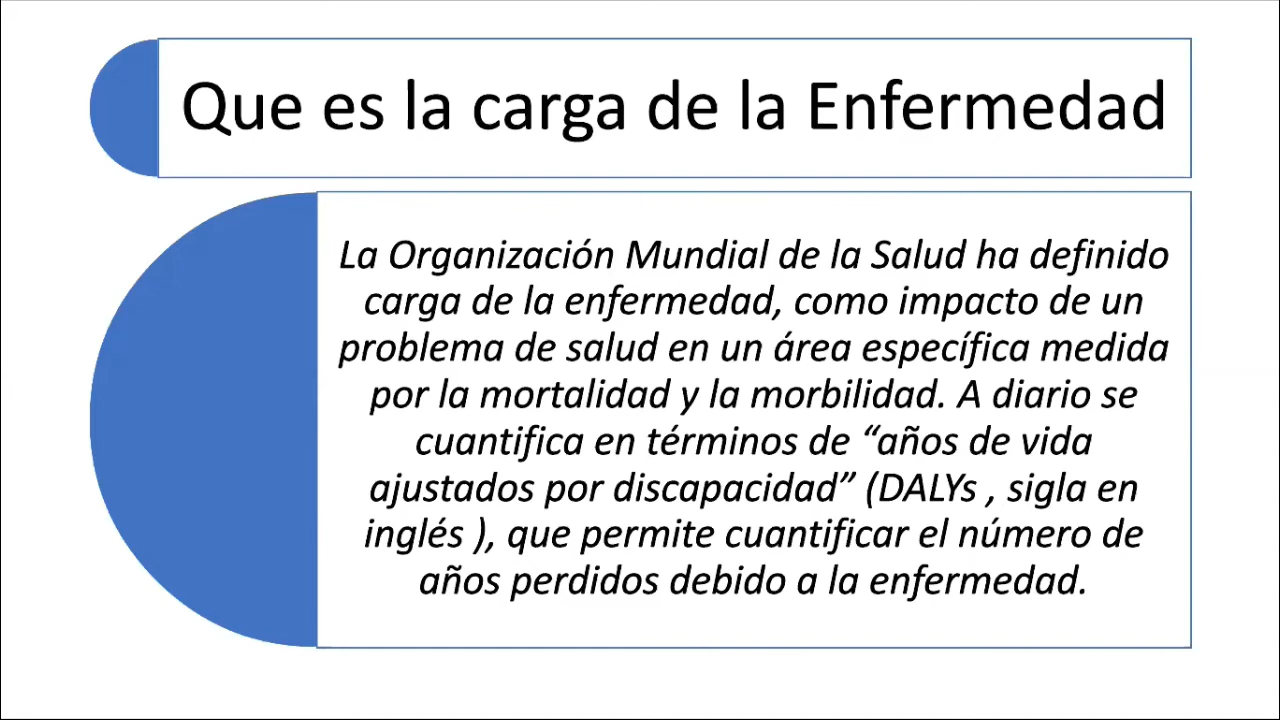 Que es la carga de la Enfermedad
La Organización Mundial de la Salud ha definido
carga de la enfermedad, como impacto de un
problema de salud en un área específica medida
por la mortalidad y la morbilidad. A diario se
cuantifica en términos de “años de vida
ajustados por discapacidad” (DALYs , sigla en
inglés ), que permite cuantificar el número de
años perdidos debido a la enfermedad.